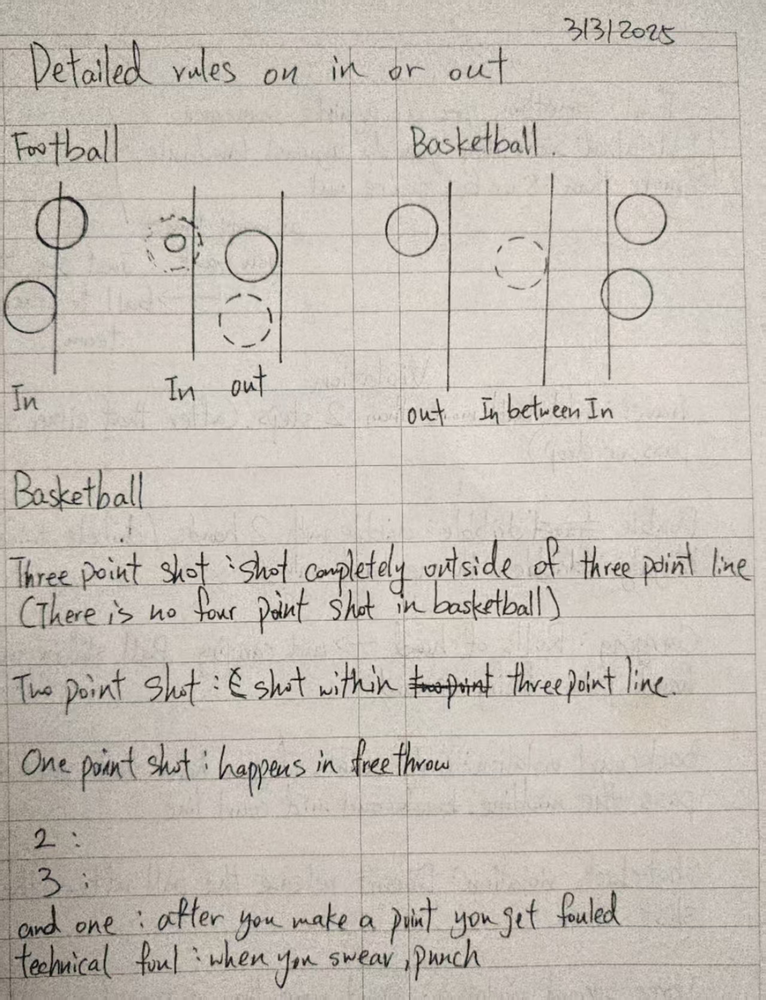 3/3/2025
Detailed rules on in or out
Football
Basketball.
In
In
out
out
In between
In
Basketball
Three point shot : shot completely outside of three point line
(There is no four point shot in basketball)
Two point shot : shot within two point three point line.
One point shot : happens in free throw
2 :
3 :
and one : after you make a point you get fouled
technical foul : when you swear, punch